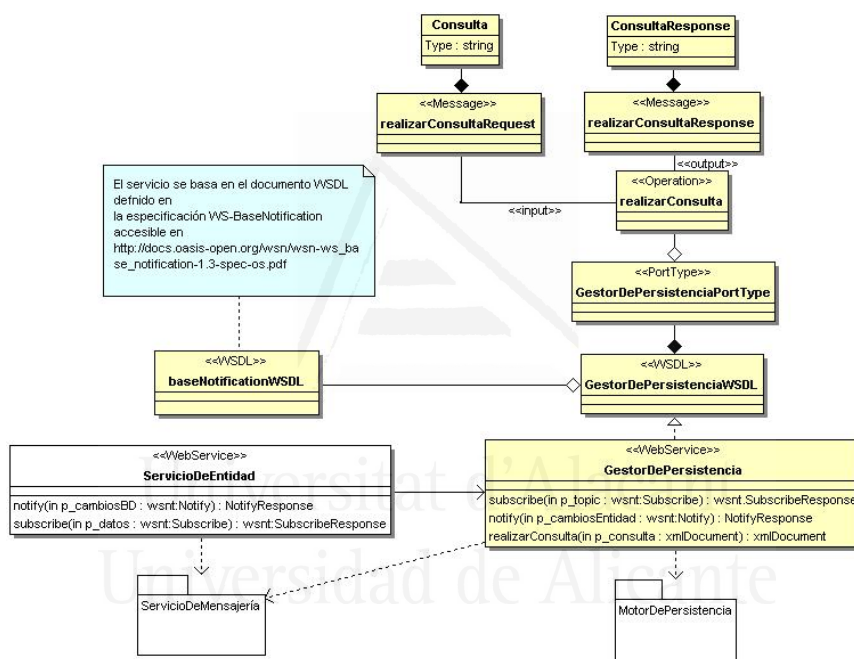 Consulta
Type : string
ConsultaResponse
Type : string
<<Message>>
realizarConsultaRequest
<<Message>>
realizarConsultaResponse
<<output>>
<<Operation>>
realizarConsulta
<<input>>
El servicio se basa en el documento WSDL
defnido en
la especificación WS-BaseNotification
accesible en
http://docs.oasis-open.org/wsn/wsn-ws_ba
se_notification-1.3-spec-os.pdf
<<PortType>>
GestorDePersistenciaPortType
<<WSDL>>
baseNotificationWSDL
<<WSDL>>
GestorDePersistenciaWSDL
<<WebService>>
ServicioDeEntidad
notify(in p_cambiosBD : wsnt:Notify) : NotifyResponse
subscribe(in p_datos : wsnt:Subscribe) : wsnt:SubscribeResponse
<<WebService>>
GestorDePersistencia
subscribe(in p_topic : wsnt:Subscribe) : wsnt.SubscribeResponse
notify(in p_cambiosEntidad : wsnt:Notify) : NotifyResponse
realizarConsulta(in p_consulta : xmlDocument) : xmlDocument
Universitat d'Alacant
Universidad de Alicante
ServicioDeMensajería
MotorDePersistencia